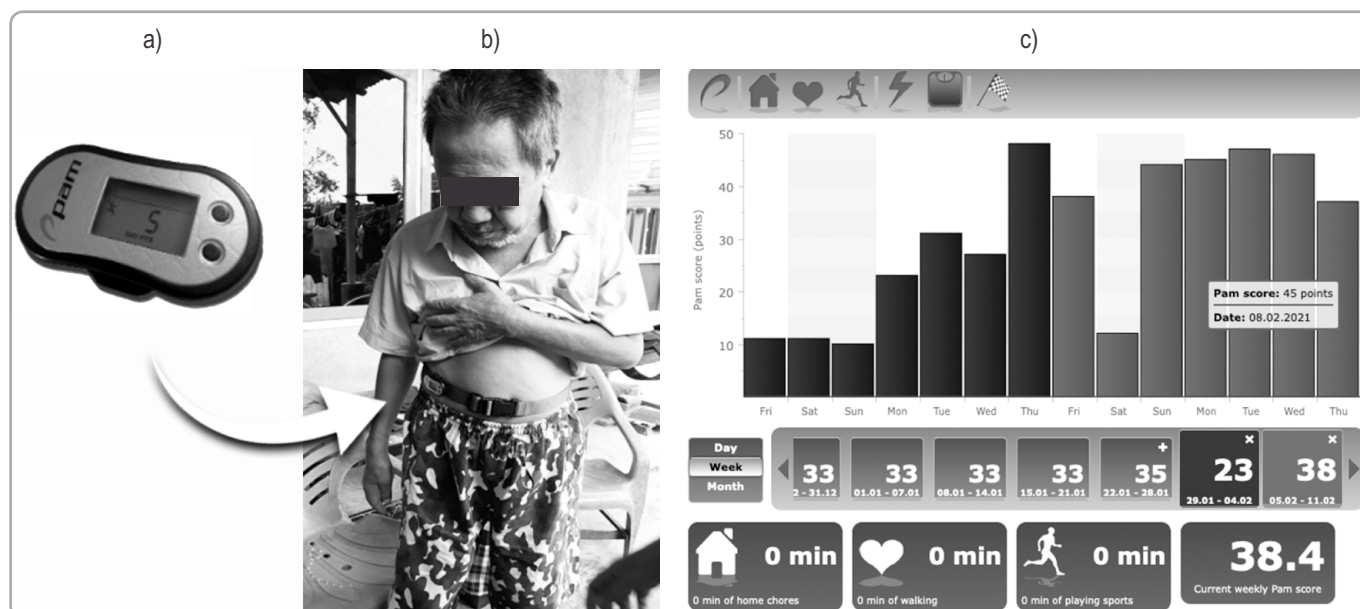 a)
b)
c)
pam
5
DAY PTS
50
40
30
20
10
Pam score (points)
Pam score: 45 points
Date: 08.02.2021
Fri Sat Sun Mon Tue Wed Thu Fri Sat Sun Mon Tue Wed Thu
Day
Week
Month
33
2 - 31.12
33
01.01 - 07.01
33
08.01 - 14.01
33
15.01 - 21.01
35
22.01 - 28.01
23
29.01 - 04.02
38
05.02 - 11.02
0 min
0 min of home chores
0 min
0 min of walking
0 min
0 min of playing sports
38.4
Current weekly Pam score